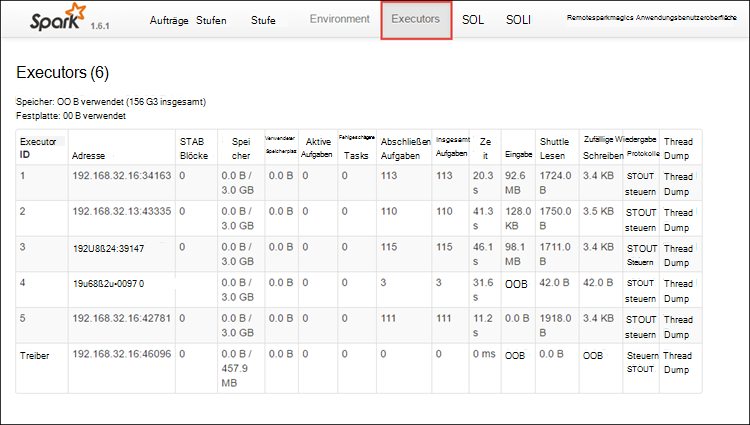 Spark 1.6.1 Aufträge Stufen Stufe Environment Executors SOL SOLI Remotesparkmagics Anwendungsbenutzeroberfläche
Executors (6)
Speicher: OO B verwendet (156 G3 insgesamt)
Festplatte: 00 B verwendet
Executor STAB Spei Verwendeter Aktive Fehlgeschlagene Abschließen Insgesamt Ze Shuttle Zufällige Wiedergabe Thread
ID Adresse Blöcke cher Speicherplatz Aufgaben Tasks Aufgaben Aufgaben it Eingabe Lesen Schreiben Protokolle Dump
1 192.168.32.16:34163 0 0.0 B / 0.0 B 0 0 113 113 20.3 92.6 1724.0 3.4 KB STOUT Thread
3.0 GB s MB B steuern Dump
2 192.168.32.13:43335 0 0.0 B / 0.0 B 0 0 110 110 41.3 128.0 1750.0 3.5 KB STOUT Thread
3.0 GB s KB B steuern Dump
3 192U8ß24:39147 0 0.0 B / 0.0 B 0 0 115 115 46.1 98.1 1711.0 3.4 KB STOUT Thread
3.0 GB s MB B Steuern Dump
4 19u68ß2u•0097 0 0 0.0 B / 0.0 B 0 0 3 3 31.6 OOB 42.0 B 42.0 B STOUT Thread
3.0 GB s steuern Dump
5 192.168.32.16:42781 0 0.0 B / 0.0 B 0 0 111 111 11.2 0.0 B 1918.0 3.4 KB STOUT Thread
3.0 GB s B steuern Dump
Treiber 192.168.32.16:46096 0 0.0 B / 0.0 B 0 0 0 0 0 ms OOB 0.0 B OOB Steuern Thread
457.9 STOUT Dump
MB